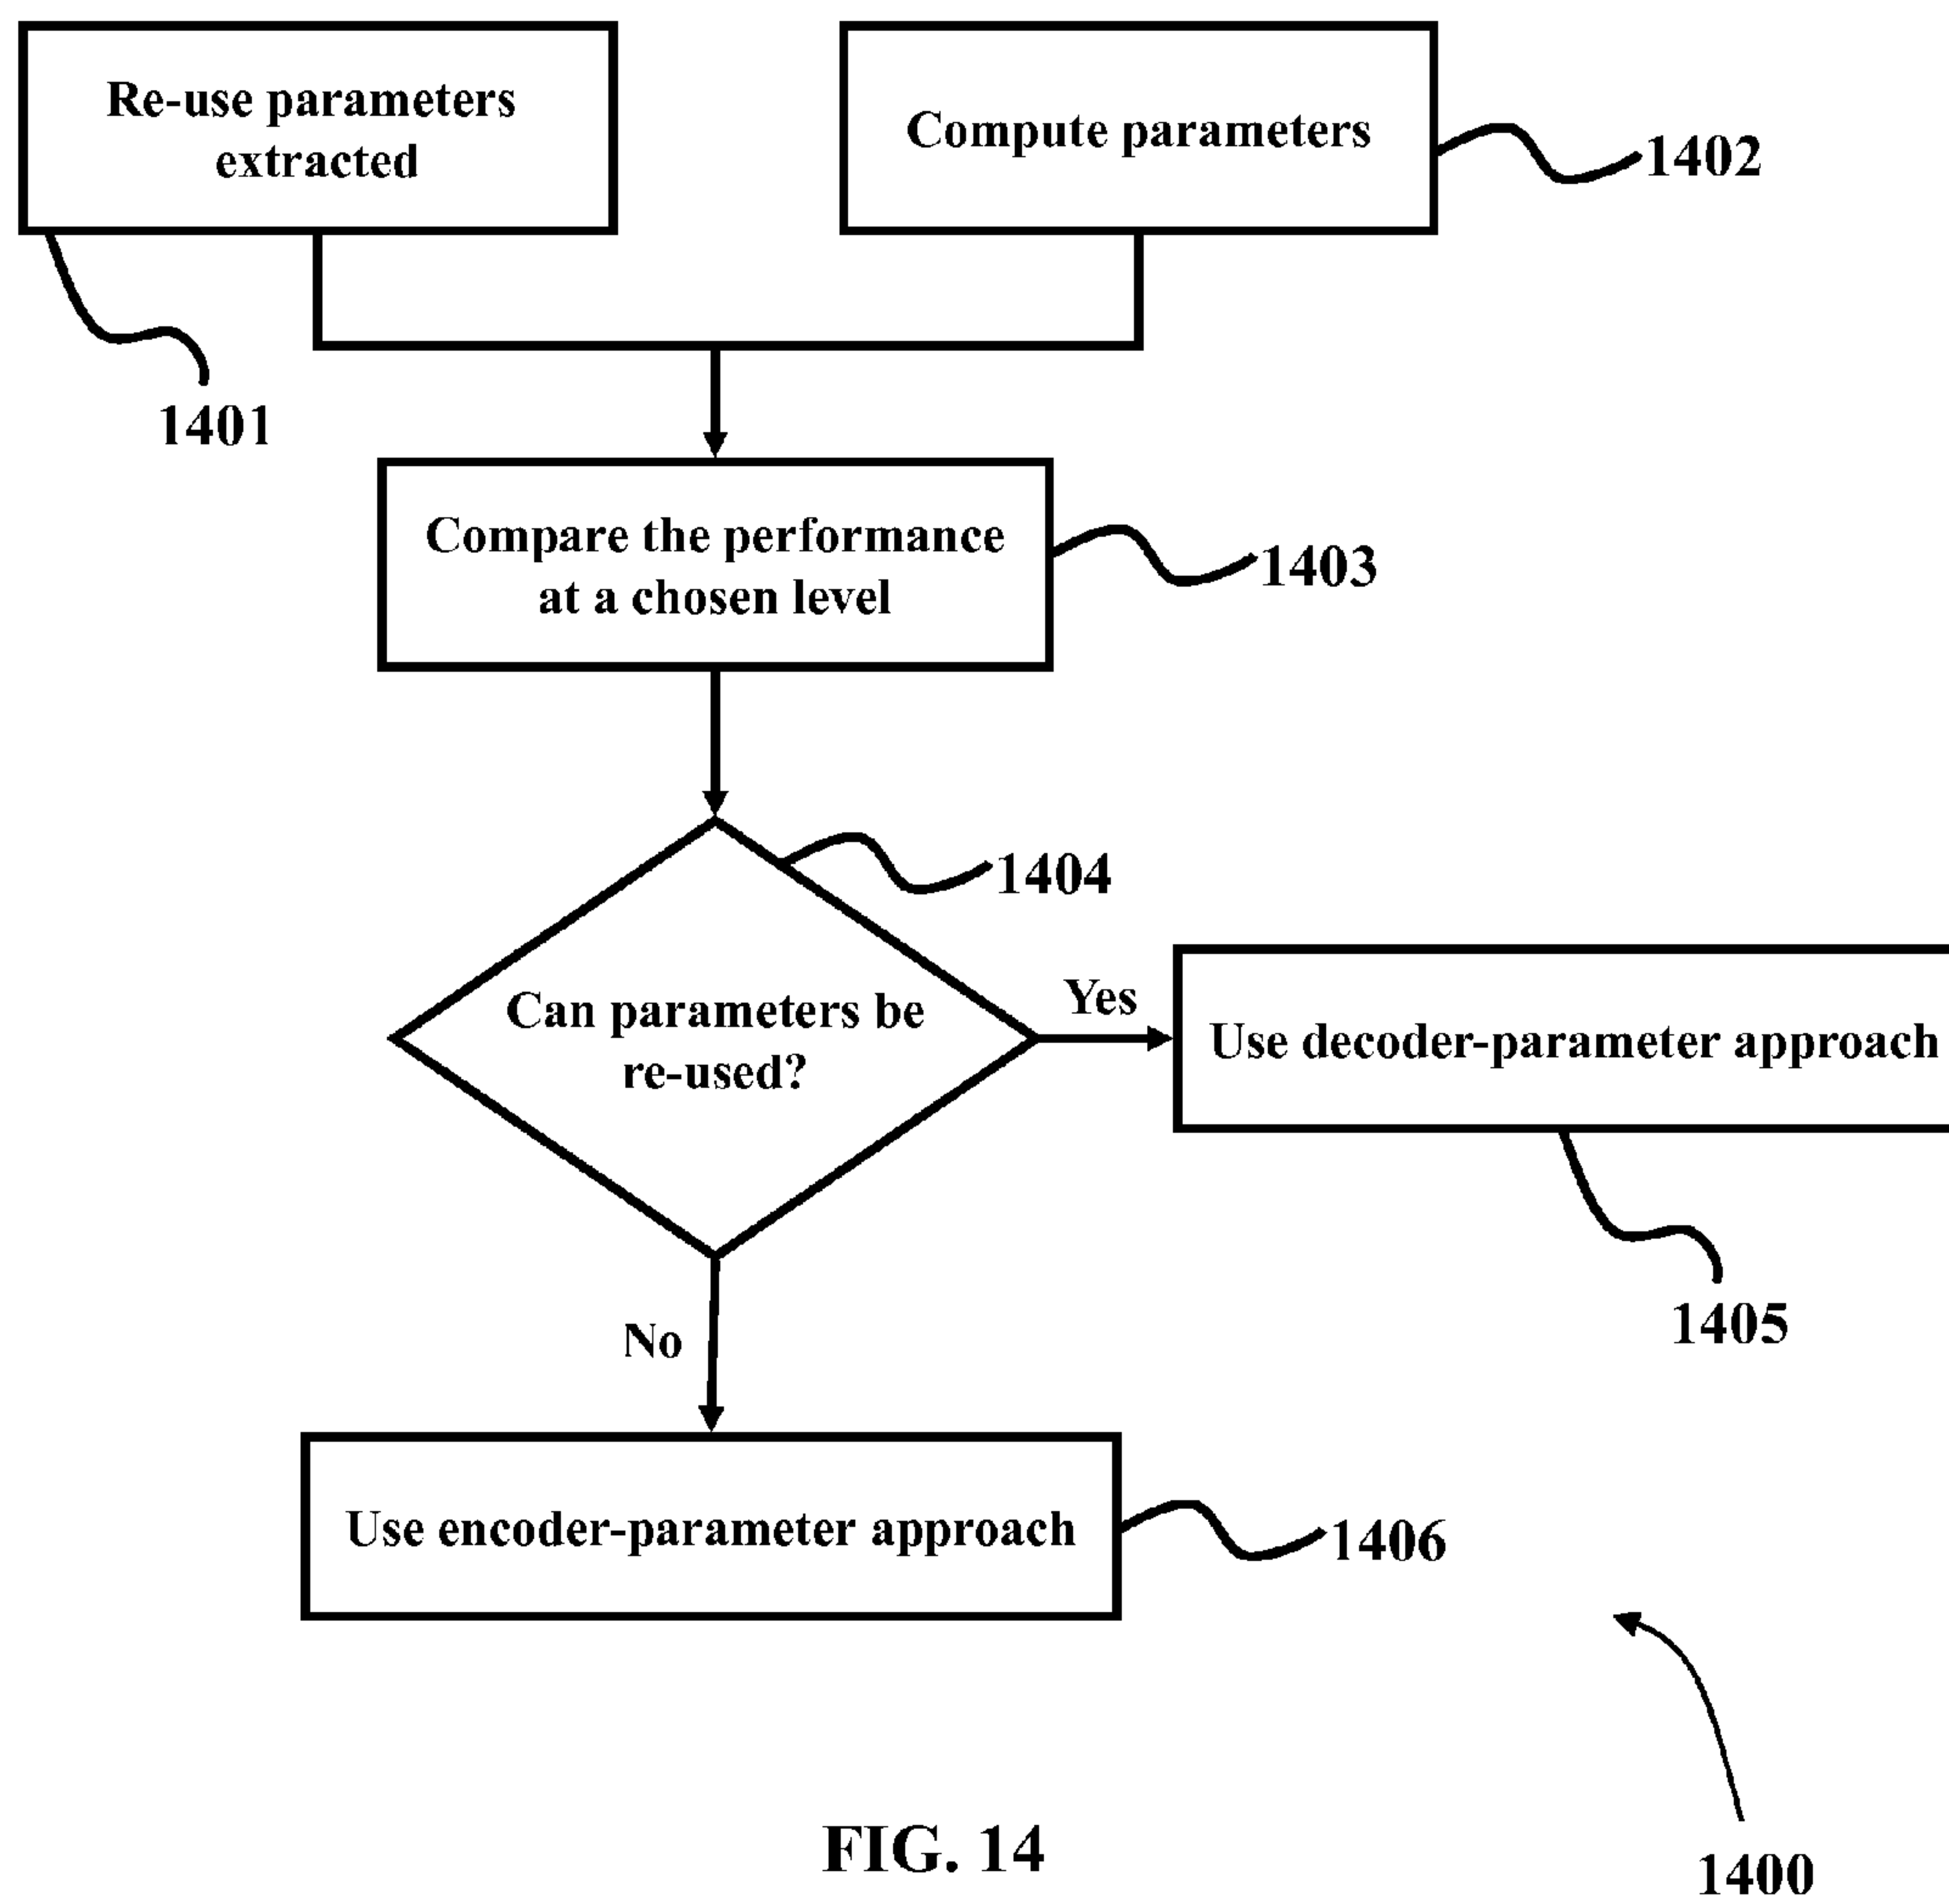 Re-use parameters
extracted
Compute parameters
1402
1401
Compare the performance
at a chosen level
1403
1404
Can parameters be
re-used?
Yes
Use decoder-parameter approach
1405
No
Use encoder-parameter approach
1406
FIG. 14
1400